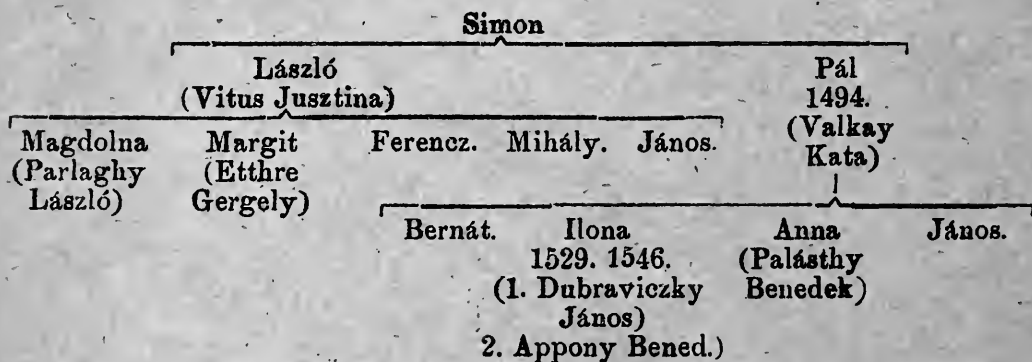 Simon
László Pál
(Vitus Jusztina) 1494.
(Valkay
Magdolna Margit Ferencz. Mihály. János. Kata)
(Parlaghy (Etthre
László) Gergely)
Bernát. Ilona Anna János.
1529. 1546. (Palásthy
(1. Dubraviczky Benedek)
János)
2. Appony Bened.)